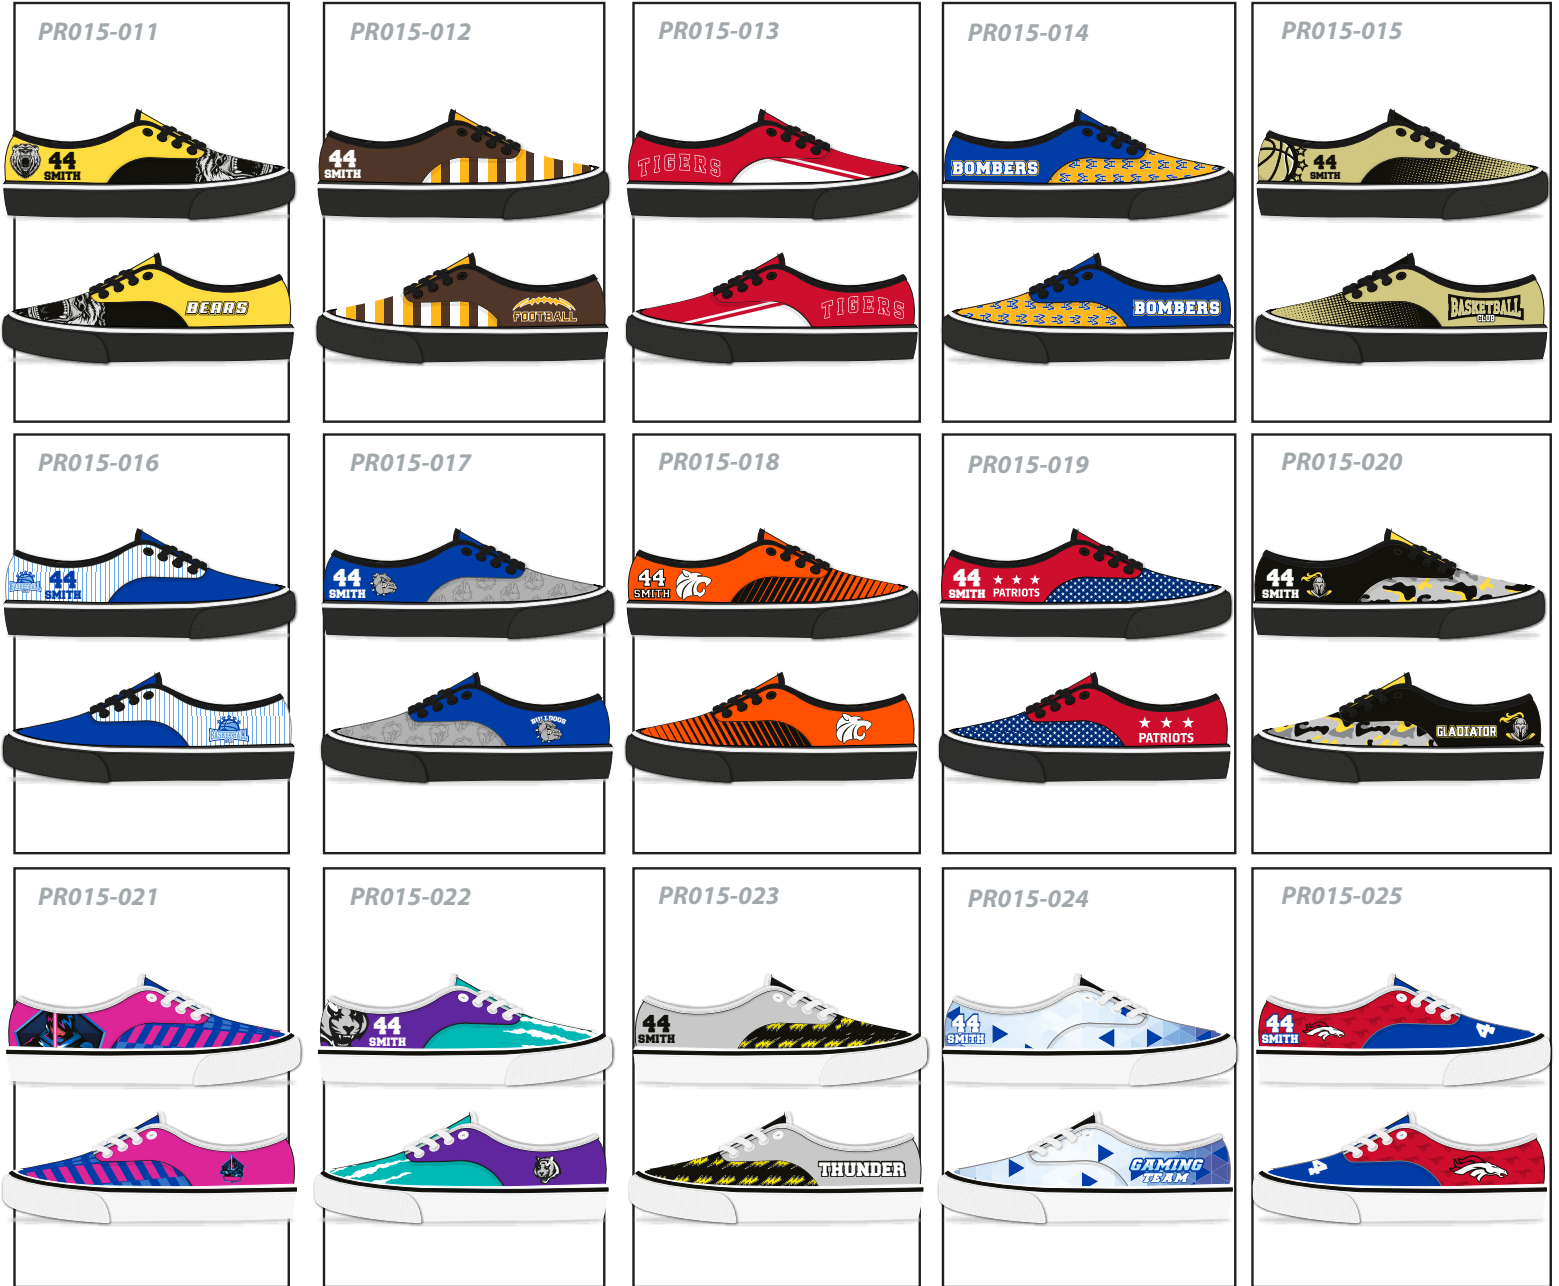 PR015-011
44
SMITH
BEARS
PR015-012
44
SMITH
FOOTBALL
PR015-013
TIGERS
TIGERS
PR015-014
BOMBERS
BOMBERS
PR015-015
44
SMITH
BASKETBALL
CLUB
PR015-016
BASKETBALL
44
SMITH
BASKETBALL
PR015-017
44
SMITH
BULLDOGS
PR015-018
44
SMITH
PR015-019
44
SMITH
PATRIOTS
PATRIOTS
PR015-020
44
SMITH
GLADIATOR
PR015-021
PR015-022
44
SMITH
PR015-023
44
SMITH
THUNDER
PR015-024
44
SMITH
GAMING
TEAM
PR015-025
44
SMITH
4
4